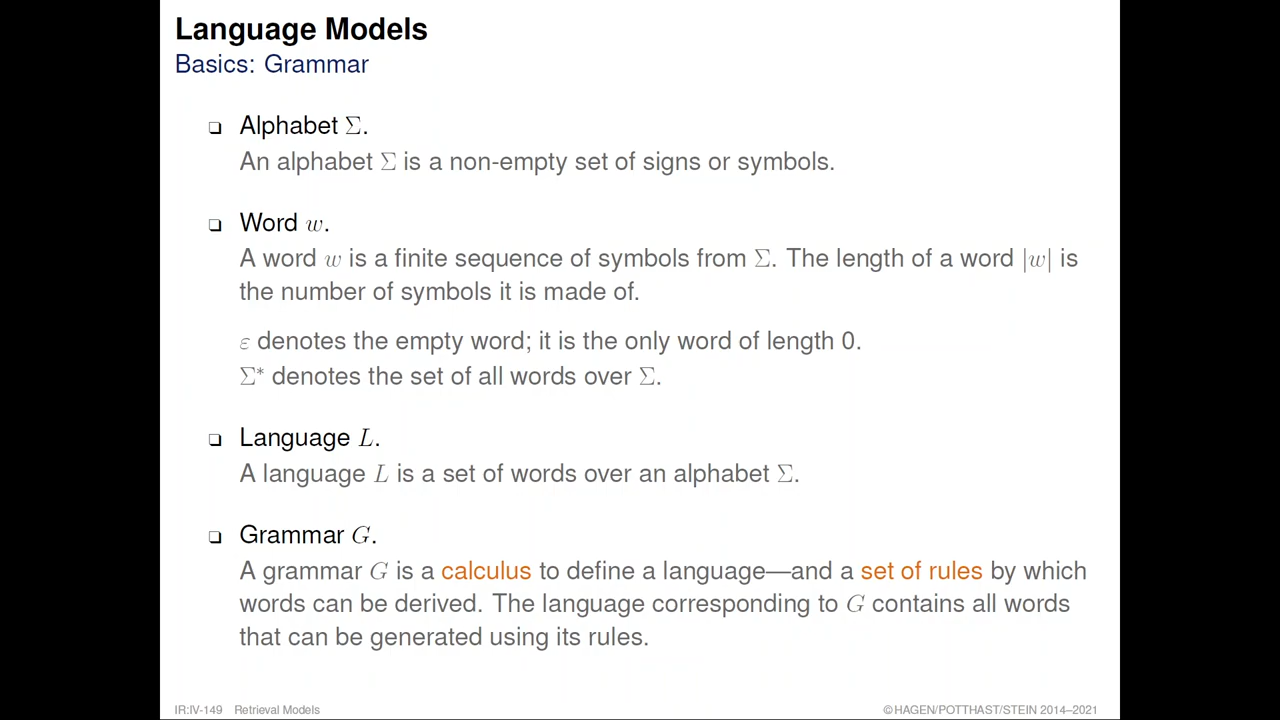 Language Models
Basics: Grammar
❑ Alphabet Σ.
An alphabet Σ is a non-empty set of signs or symbols.
❑ Word w.
A word w is a finite sequence of symbols from Σ. The length of a word |w| is
the number of symbols it is made of.
ε denotes the empty word; it is the only word of length 0.
Σ* denotes the set of all words over Σ.
❑ Language L.
A language L is a set of words over an alphabet Σ.
❑ Grammar G.
A grammar G is a calculus to define a language—and a set of rules by which
words can be derived. The language corresponding to G contains all words
that can be generated using its rules.
IR:IV-149 Retrieval Models ©HAGEN/POTTHAST/STEIN 2014–2021